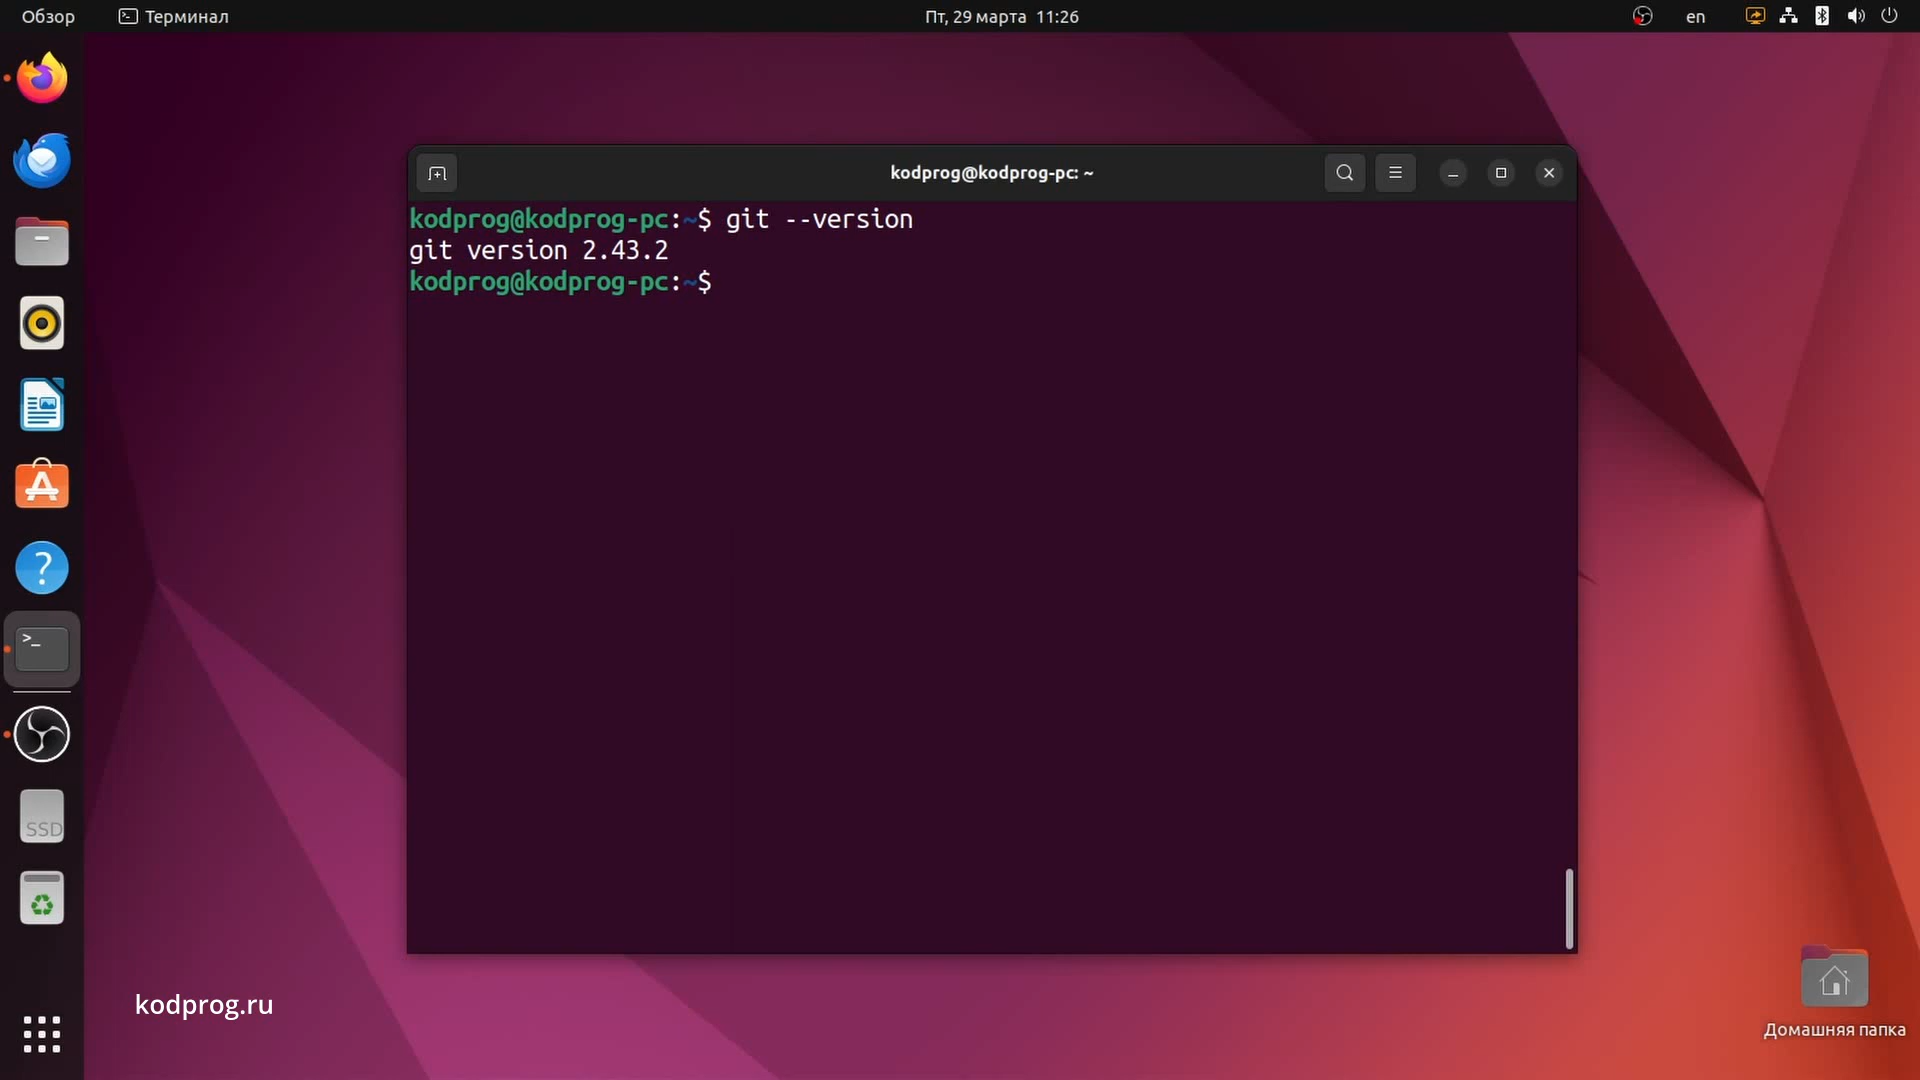 Обзор
Терминал
Пт, 29 марта 11:26
en
kodprog@kodprog-pc: ~
kodprog@kodprog-pc:~$ git --version
git version 2.43.2
kodprog@kodprog-pc:~$
SSD
kodprog.ru
Домашняя папка